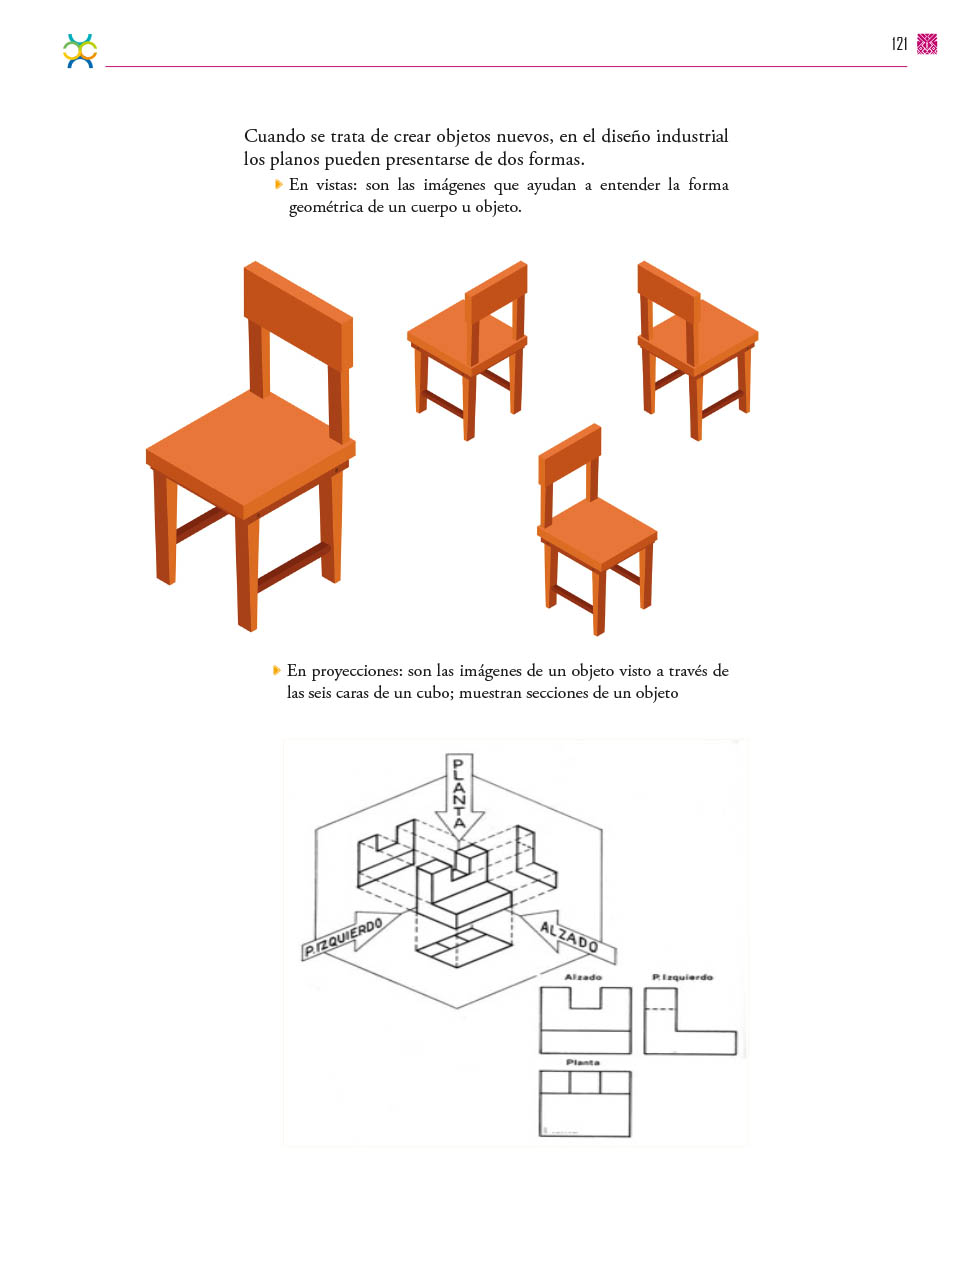 121
Cuando se trata de crear objetos nuevos, en el diseño industrial
los planos pueden presentarse de dos formas.
En vistas: son las imágenes que ayudan a entender la forma
geométrica de un cuerpo u objeto.
En proyecciones: son las imágenes de un objeto visto a través de
las seis caras de un cubo; muestran secciones de un objeto
PLANTA
P. IZQUIERDO
ALZADO
Alzado
P. Izquierdo
Planta